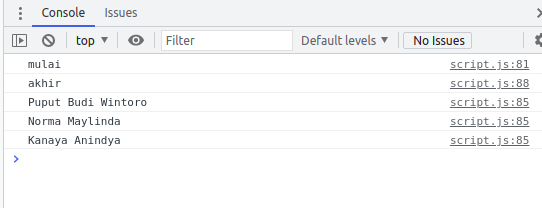 Console Issues
top Filter Default levels No Issues
mulai script.js:81
akhir script.js:88
Puput Budi Wintoro script.js:85
Norma Maylinda script.js:85
Kanaya Anindya script.js:85